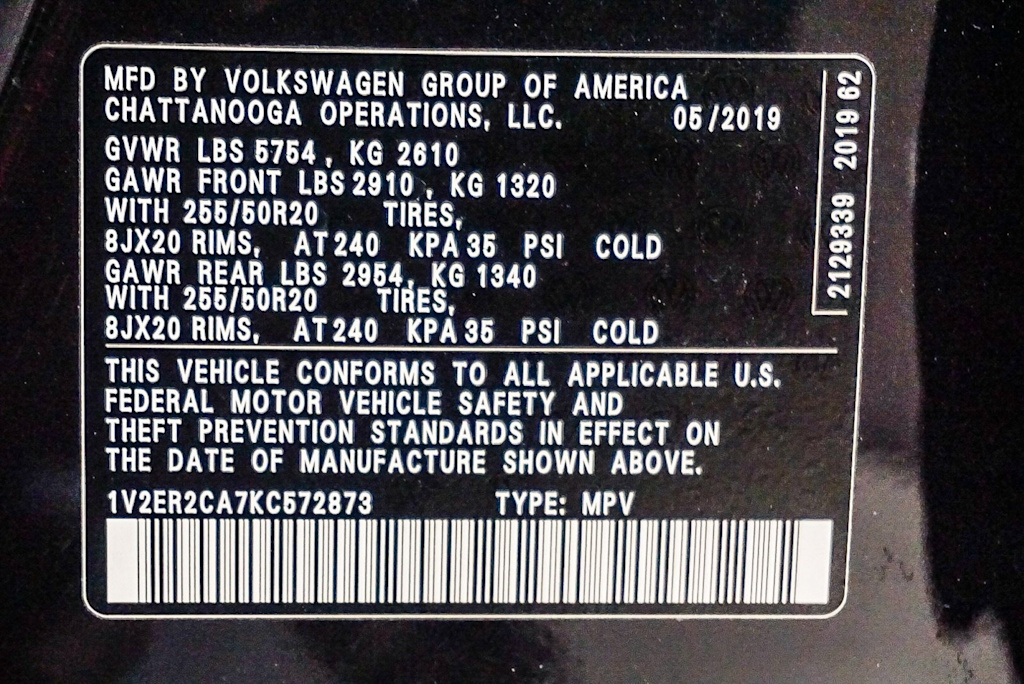 MFD BY VOLKSWAGEN GROUP OF AMERICA
CHATTANOOGA OPERATIONS, LLC. 05/2019
GVWR LBS 5754, KG 2610
GAWR FRONT LBS 2910, KG 1320
WITH 255/50R20 TIRES,
8JX20 RIMS, AT 240 KPA 35 PSI COLD
GAWR REAR LBS 2954, KG 1340
WITH 255/50R20 TIRES,
8JX20 RIMS, AT 240 KPA 35 PSI COLD
THIS VEHICLE CONFORMS TO ALL APPLICABLE U.S.
FEDERAL MOTOR VEHICLE SAFETY AND
THEFT PREVENTION STANDARDS IN EFFECT ON
THE DATE OF MANUFACTURE SHOWN ABOVE.
1V2ER2CA7KC572873 TYPE: MPV
2129339 2019 62